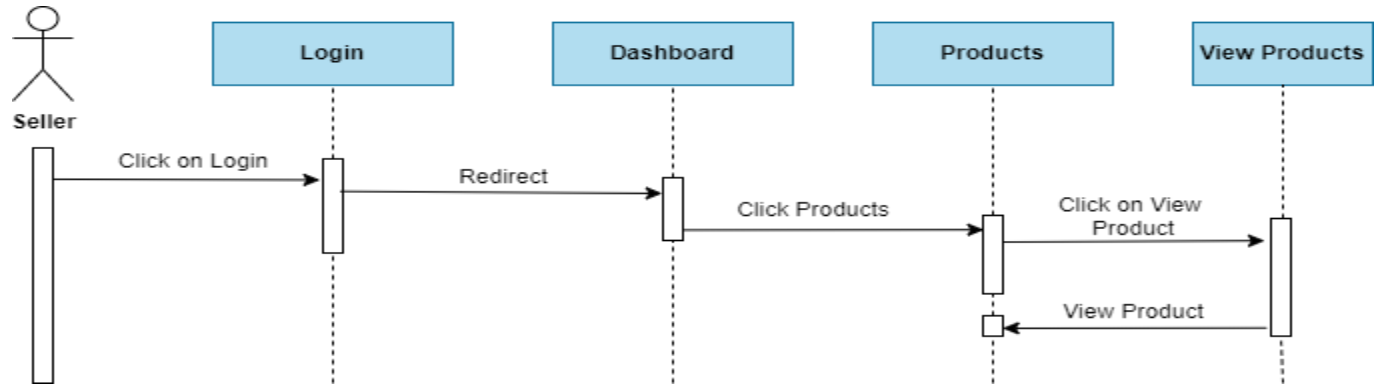 Login
Dashboard
Products
View Products
Seller
Click on Login
Redirect
Click Products
Click on View
Product
View Product